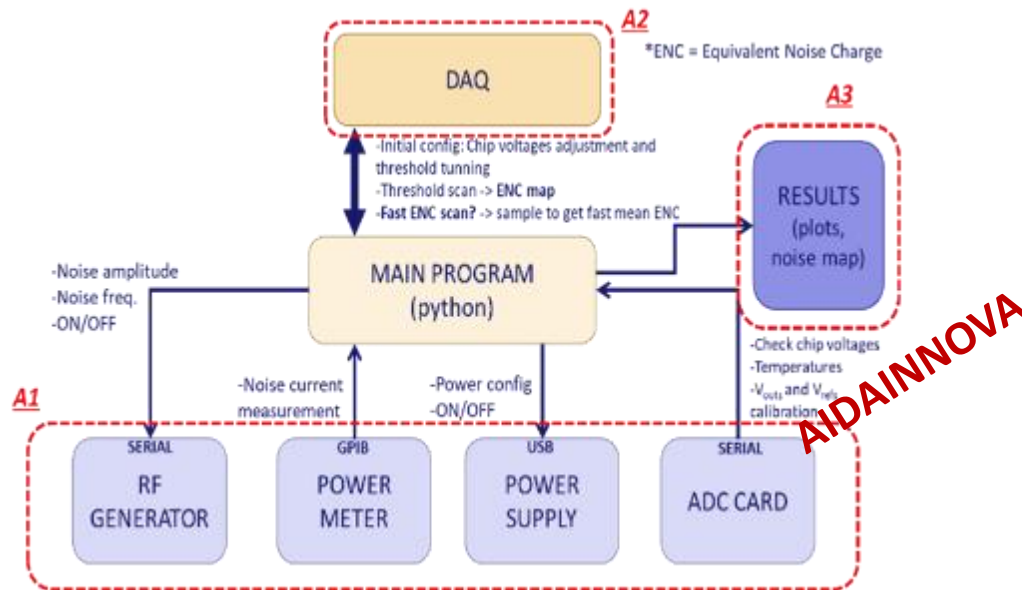 A2
*ENC = Equivalent Noise Charge
DAQ
A3
-Initial config: Chip voltages adjustment and
threshold tunning
-Threshold scan -> ENC map
-Fast ENC scan? -> sample to get fast mean ENC
RESULTS
(plots,
noise map)
MAIN PROGRAM
(python)
-Noise amplitude
-Noise freq.
-ON/OFF
-Check chip voltages
-Temperatures
-Vouts and Vrefs
calibration
AIDAINNOVA
-Noise current
measurement
-Power config
-ON/OFF
A1
SERIAL
RF
GENERATOR
GPIB
POWER
METER
USB
POWER
SUPPLY
SERIAL
ADC CARD